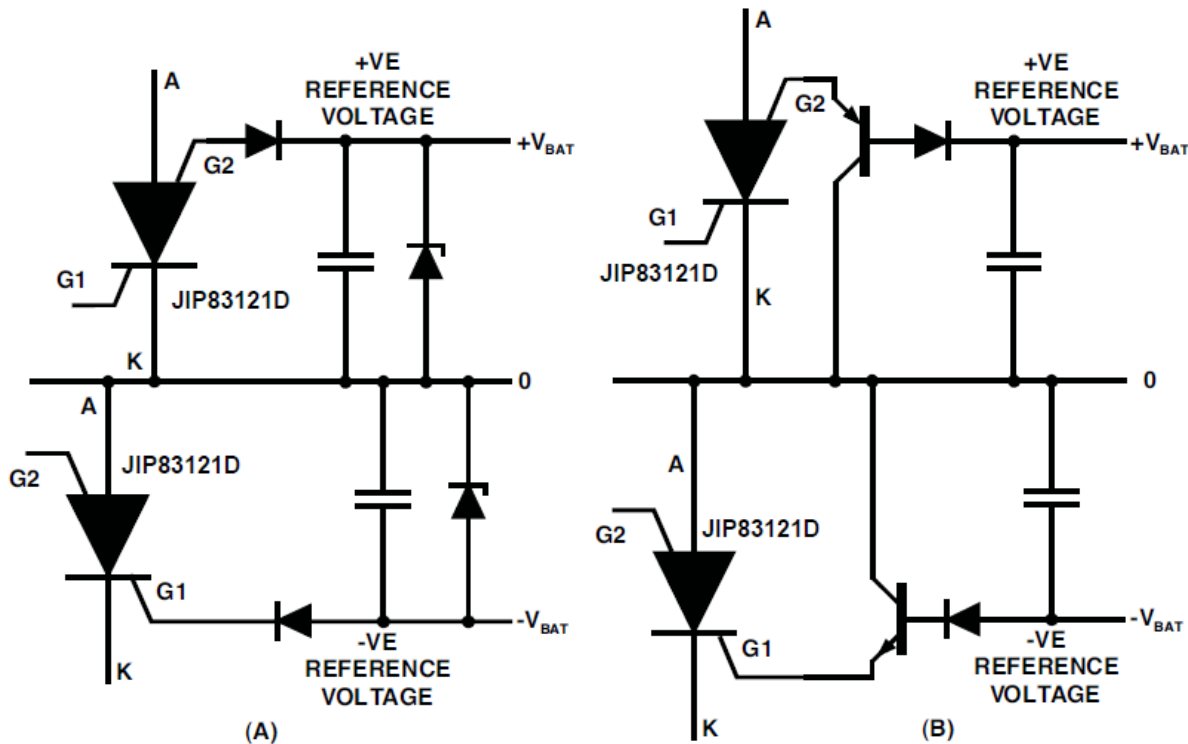 A
+VE
REFERENCE
VOLTAGE
G2
+VBAT
G1
JIP83121D
K
0
A
JIP83121D
G2
G1
-VBAT
-VE
REFERENCE
VOLTAGE
K
(A)
A
+VE
REFERENCE
VOLTAGE
G2
+VBAT
G1
JIP83121D
K
0
A
JIP83121D
G2
G1
-VBAT
-VE
REFERENCE
VOLTAGE
K
(B)